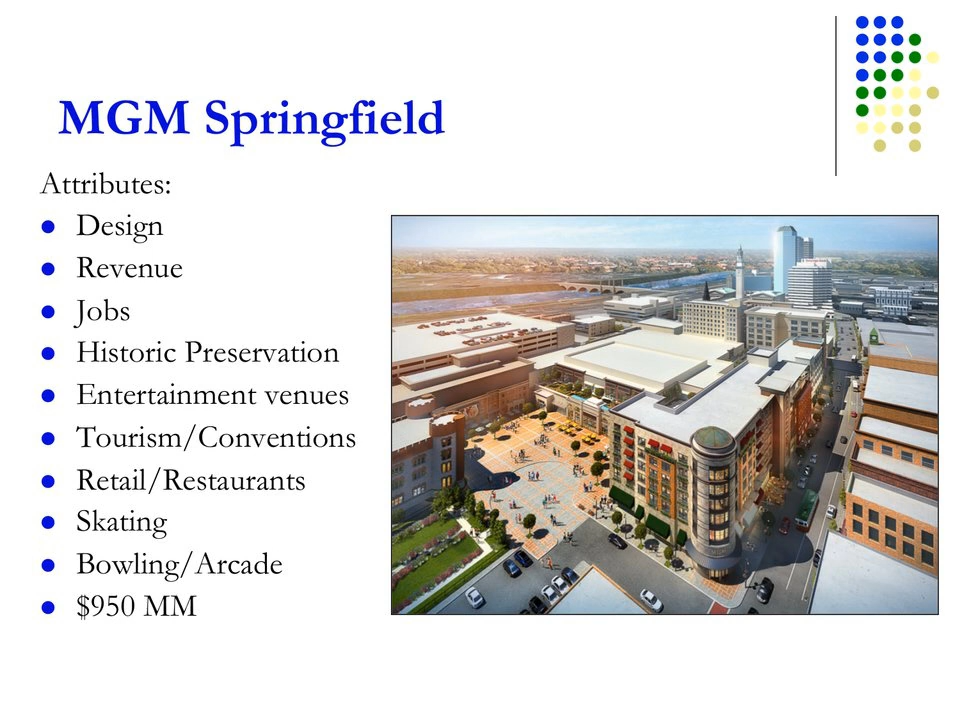 MGM Springfield
Attributes:
Design
Revenue
Jobs
Historic Preservation
Entertainment venues
Tourism/Conventions
Retail/Restaurants
Skating
Bowling/Arcade
$950 MM